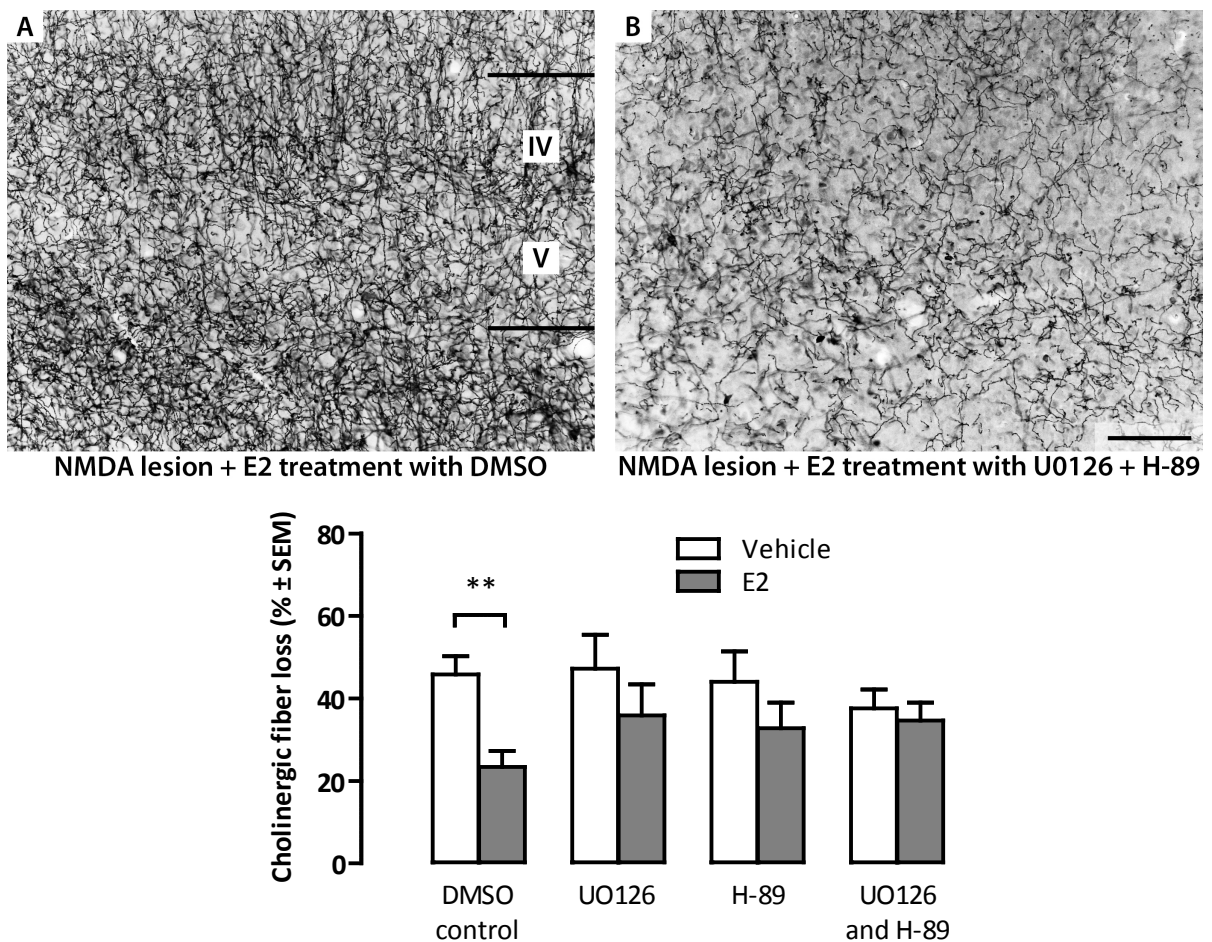 A
B
IV
V
NMDA lesion + E2 treatment with DMSO
NMDA lesion + E2 treatment with U0126 + H-89
Cholinergic fiber loss (% ± SEM)
80
60
40
20
0
**
Vehicle
E2
DMSO
control
UO126
H-89
UO126
and H-89